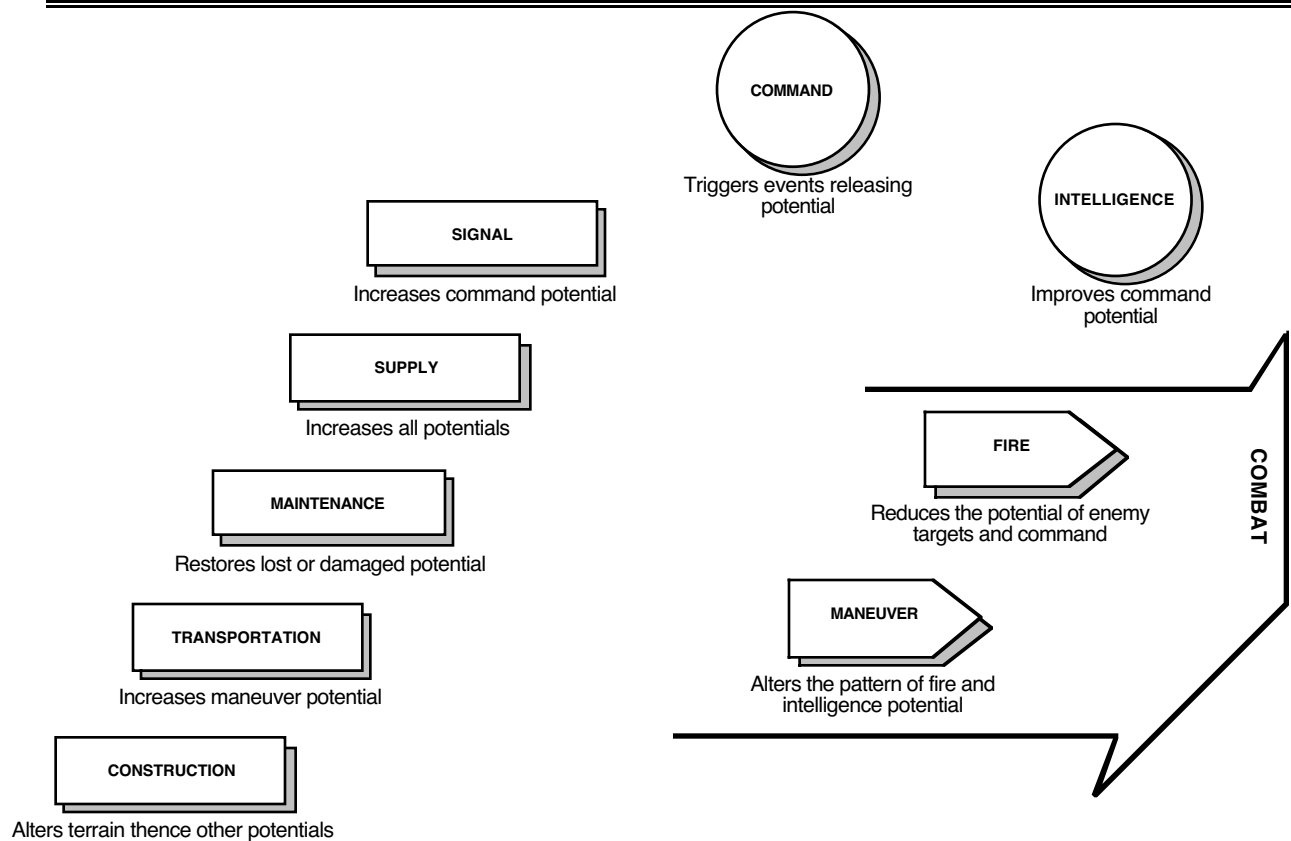 COMMAND
Triggers events releasing
potential
INTELLIGENCE
Improves command
potential
SIGNAL
Increases command potential
SUPPLY
Increases all potentials
MAINTENANCE
Restores lost or damaged potential
TRANSPORTATION
Increases maneuver potential
CONSTRUCTION
Alters terrain thence other potentials
FIRE
Reduces the potential of enemy
targets and command
MANEUVER
Alters the pattern of fire and
intelligence potential
COMBAT